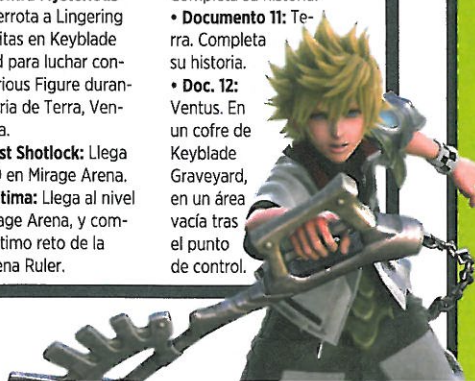 errota a Lingering
itas en Keyblade
d para luchar con-
rious Figure duran-
ria de Terra, Ven-
a.
st Shotlock: Llega
en Mirage Arena.
tima: Llega al nivel
age Arena, y com-
timo reto de la
ena Ruler.
• Documento 11: Te-
rra. Completa
su historia.
• Doc. 12:
Ventus. En
un cofre de
Keyblade
Graveyard,
en un área
vacía tras
el punto
de control.